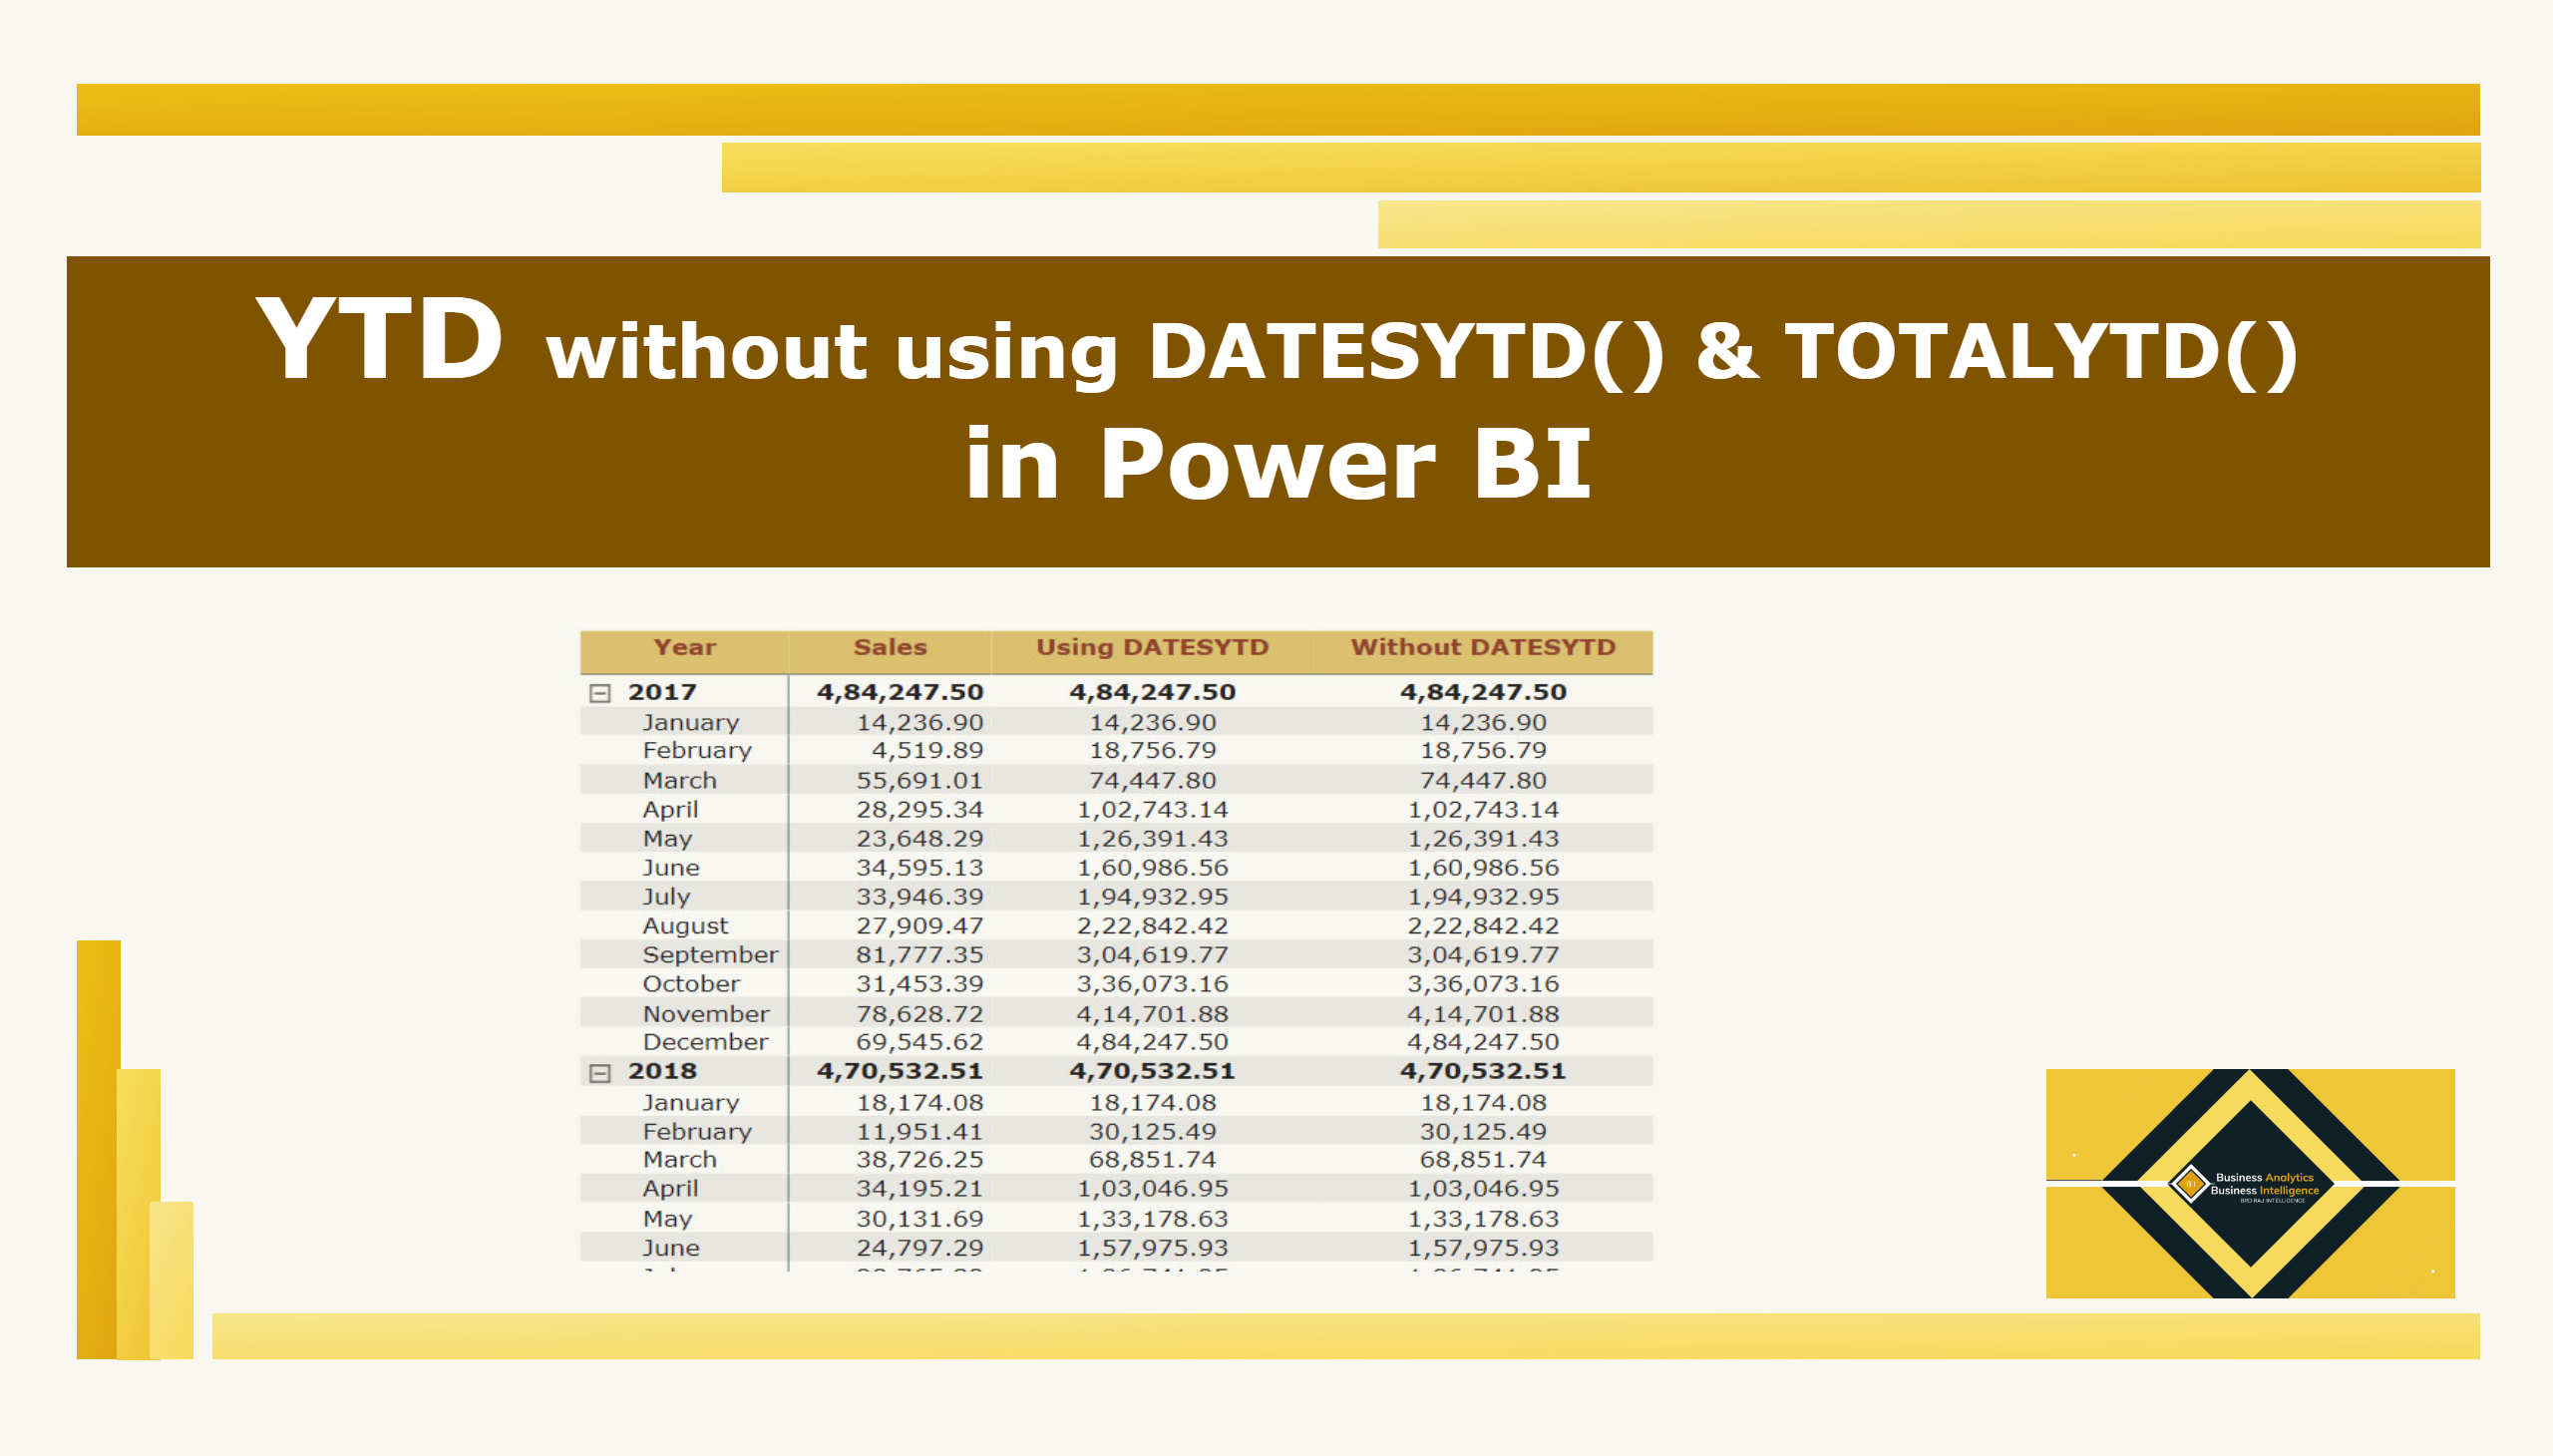 YTD without using DATESYTD() & TOTALYTD()
in Power BI
Year Sales Using DATESYTD Without DATESYTD
2017 4,84,247.50 4,84,247.50 4,84,247.50
January 14,236.90 14,236.90 14,236.90
February 4,519.89 18,756.79 18,756.79
March 55,691.01 74,447.80 74,447.80
April 28,295.34 1,02,743.14 1,02,743.14
May 23,648.29 1,26,391.43 1,26,391.43
June 34,595.13 1,60,986.56 1,60,986.56
July 33,946.39 1,94,932.95 1,94,932.95
August 27,909.47 2,22,842.42 2,22,842.42
September 81,777.35 3,04,619.77 3,04,619.77
October 31,453.39 3,36,073.16 3,36,073.16
November 78,628.72 4,14,701.88 4,14,701.88
December 69,545.62 4,84,247.50 4,84,247.50
2018 4,70,532.51 4,70,532.51 4,70,532.51
January 18,174.08 18,174.08 18,174.08
February 11,951.41 30,125.49 30,125.49
March 38,726.25 68,851.74 68,851.74
April 34,195.21 1,03,046.95 1,03,046.95
May 30,131.69 1,33,178.63 1,33,178.63
June 24,797.29 1,57,975.93 1,57,975.93
Business Analytics
Business Intelligence
BRO RAJ INTELLIGENCE